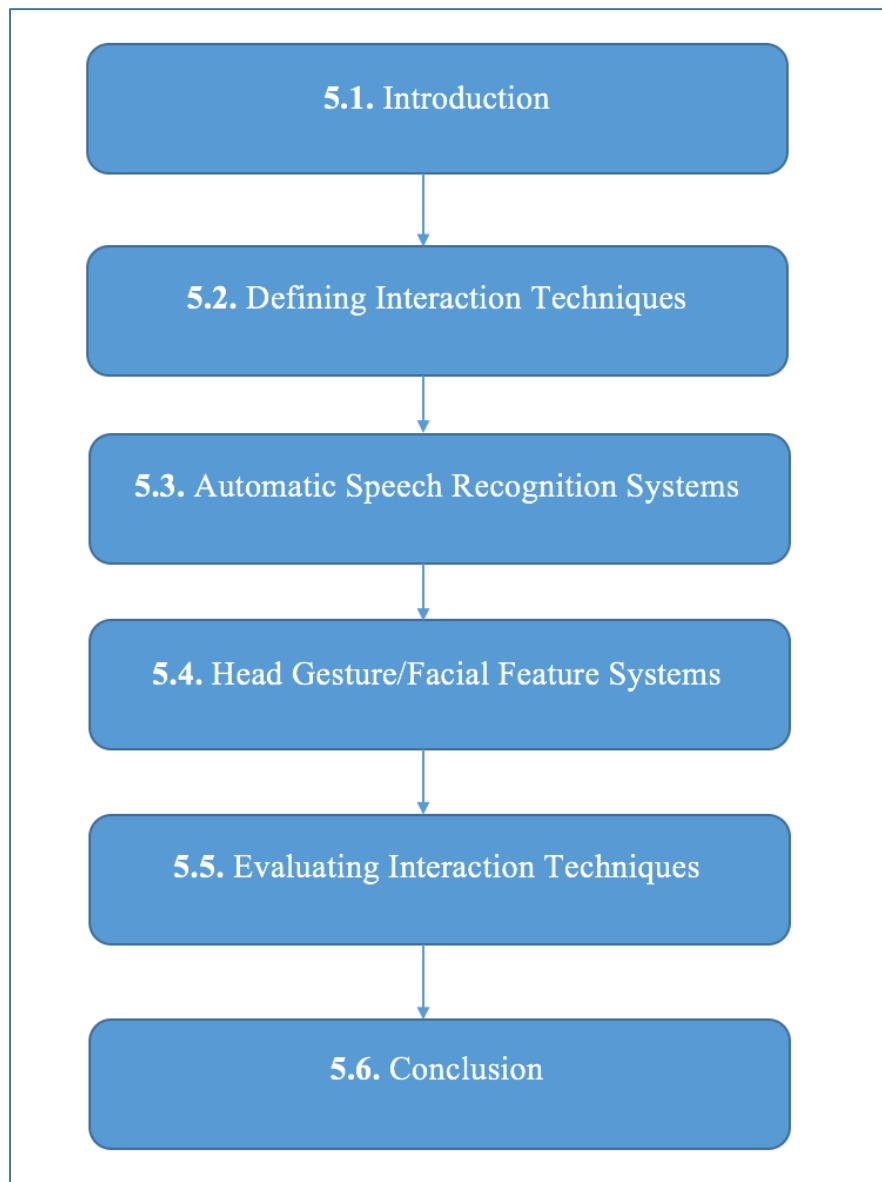 5.1. Introduction
5.2. Defining Interaction Techniques
5.3. Automatic Speech Recognition Systems
5.4. Head Gesture/Facial Feature Systems
5.5. Evaluating Interaction Techniques
5.6. Conclusion